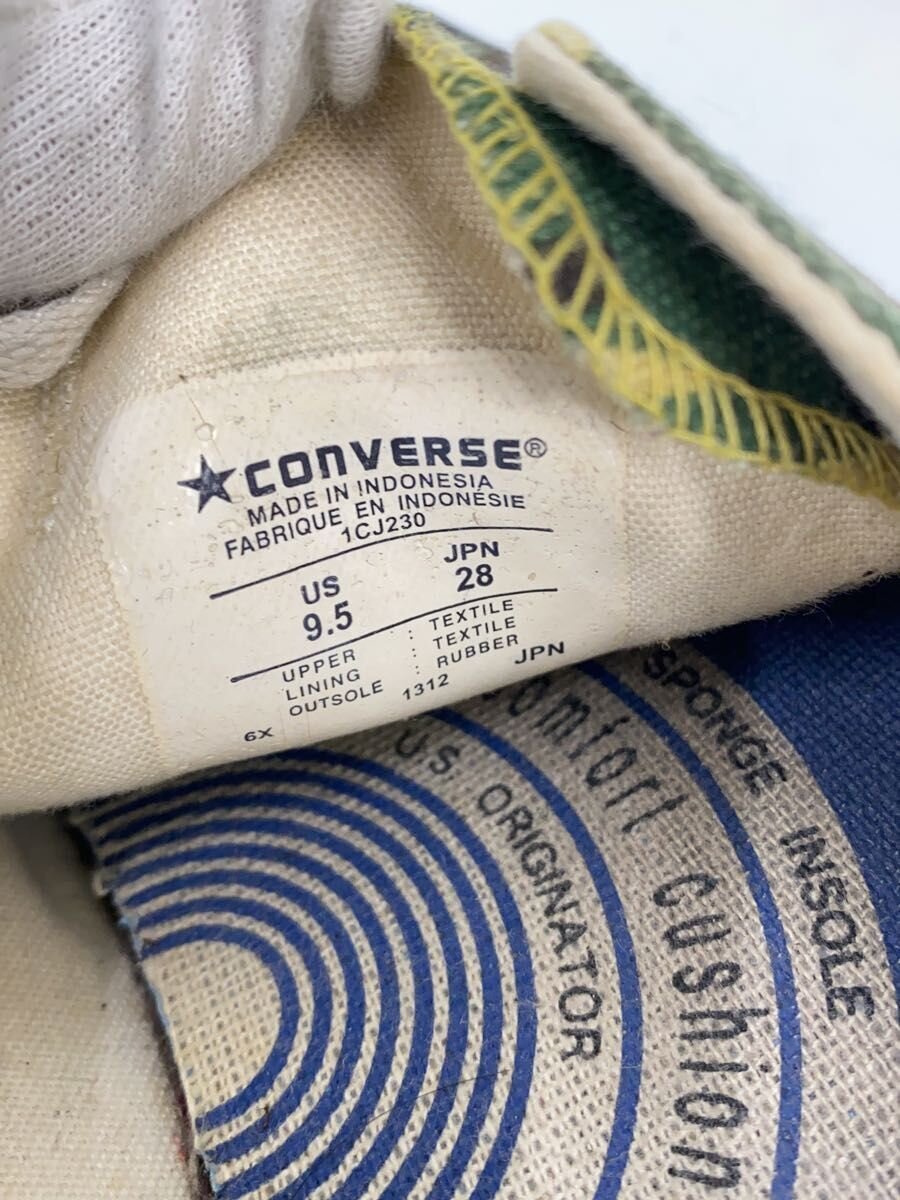 ★CONVERSE®
MADE IN INDONESIA
FABRIQUE EN INDONÉSIE
1CJ230
US JPN
9.5 28
UPPER : TEXTILE
LINING : TEXTILE
OUTSOLE : RUBBER
6X 1312 JPN
U.S. ORIGINATOR
comfort cushion
SPONGE INSOLE